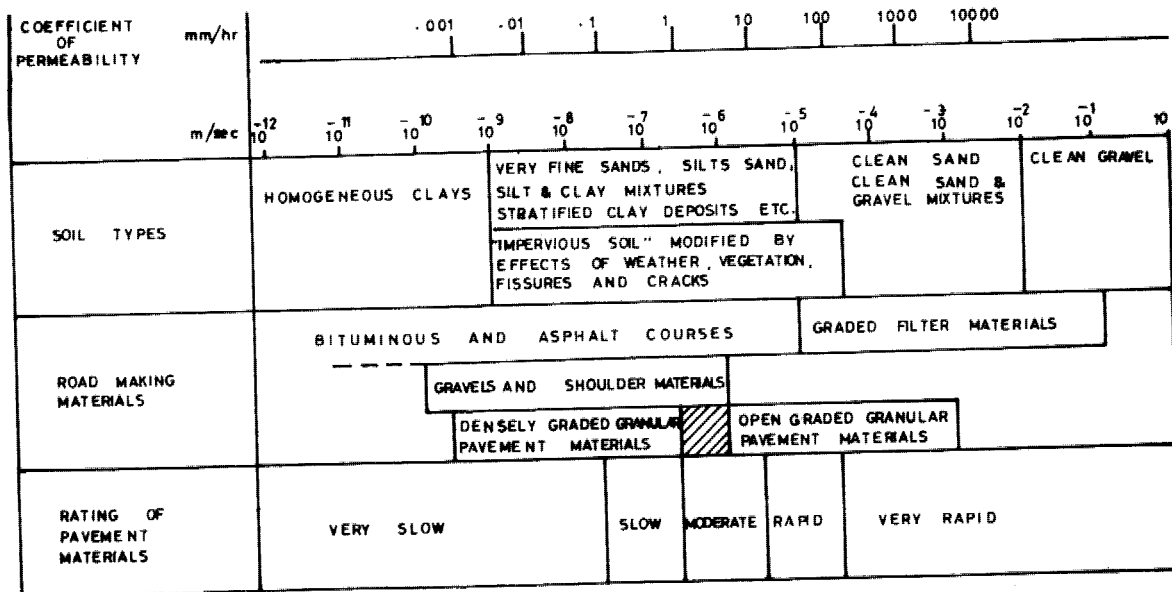 COEFFICIENT
OF
PERMEABILITY
mm/hr
.001 .01 .1 1 10 100 1000 10000
m/sec
10^-12 10^-11 10^-10 10^-9 10^-8 10^-7 10^-6 10^-5 10^-4 10^-3 10^-2 10^-1 10
SOIL TYPES
HOMOGENEOUS CLAYS
VERY FINE SANDS, SILTS SAND,
SILT & CLAY MIXTURES
STRATIFIED CLAY DEPOSITS ETC.
"IMPERVIOUS SOIL" MODIFIED BY
EFFECTS OF WEATHER, VEGETATION,
FISSURES AND CRACKS
CLEAN SAND
CLEAN SAND &
GRAVEL MIXTURES
CLEAN GRAVEL
ROAD MAKING
MATERIALS
BITUMINOUS AND ASPHALT COURSES
GRADED FILTER MATERIALS
GRAVELS AND SHOULDER MATERIALS
DENSELY GRADED GRANULAR
PAVEMENT MATERIALS
OPEN GRADED GRANULAR
PAVEMENT MATERIALS
RATING OF
PAVEMENT
MATERIALS
VERY SLOW
SLOW
MODERATE
RAPID
VERY RAPID